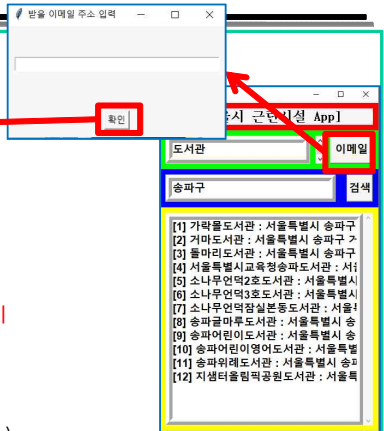 받을 이메일 주소 입력
확인
시 근린시설 App]
도서관
이메일
송파구
검색
[1] 가락몰도서관 : 서울특별시 송파구
[2] 거마도서관 : 서울특별시 송파구
[3] 돌마리도서관 : 서울특별시 송파구
[4] 서울특별시교육청송파도서관 :
[5] 소나무언덕2호도서관 : 서울특별시
[6] 소나무언덕3호도서관 : 서울특별시
[7] 소나무언덕잠실본동도서관 :
[8] 송파글마루도서관 : 서울특별시 송
[9] 송파어린이도서관 : 서울특별시 송
[10] 송파어린이영어도서관 : 서울특별
[11] 송파위례도서관 : 서울특별시
[12] 지샘터올림픽공원도서관 : 서울특